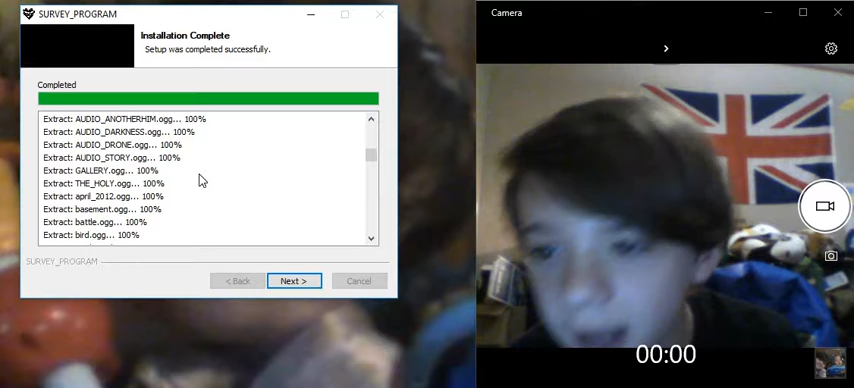 SURVEY_PROGRAM
Installation Complete
Setup was completed successfully.
Completed
Extract: AUDIO_ANOTHERHIM.ogg... 100%
Extract: AUDIO_DARKNESS.ogg... 100%
Extract: AUDIO_DRONE.ogg... 100%
Extract: AUDIO_STORY.ogg... 100%
Extract: GALLERY.ogg... 100%
Extract: THE_HOLY.ogg... 100%
Extract: april_2012.ogg... 100%
Extract: basement.ogg... 100%
Extract: battle.ogg... 100%
Extract: bird.ogg... 100%
SURVEY_PROGRAM
< Back
Next >
Cancel
Camera
00:00